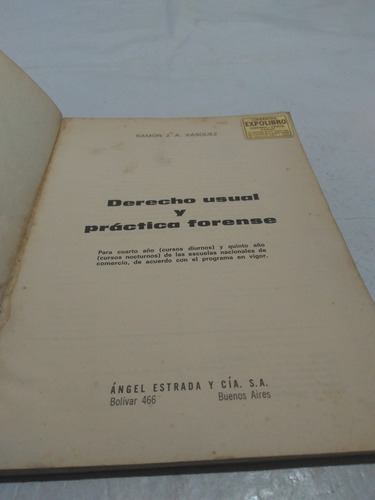 RAMON J. A. VASQUEZ
EXPOLIBRO
Derecho usual
y
práctica forense
Para cuarto año (cursos diurnos) y quinto año
(cursos nocturnos) de las escuelas nacionales de
comercio, de acuerdo con el programa en vigor.
ÁNGEL ESTRADA Y CÍA. S.A.
Bolívar 466 Buenos Aires